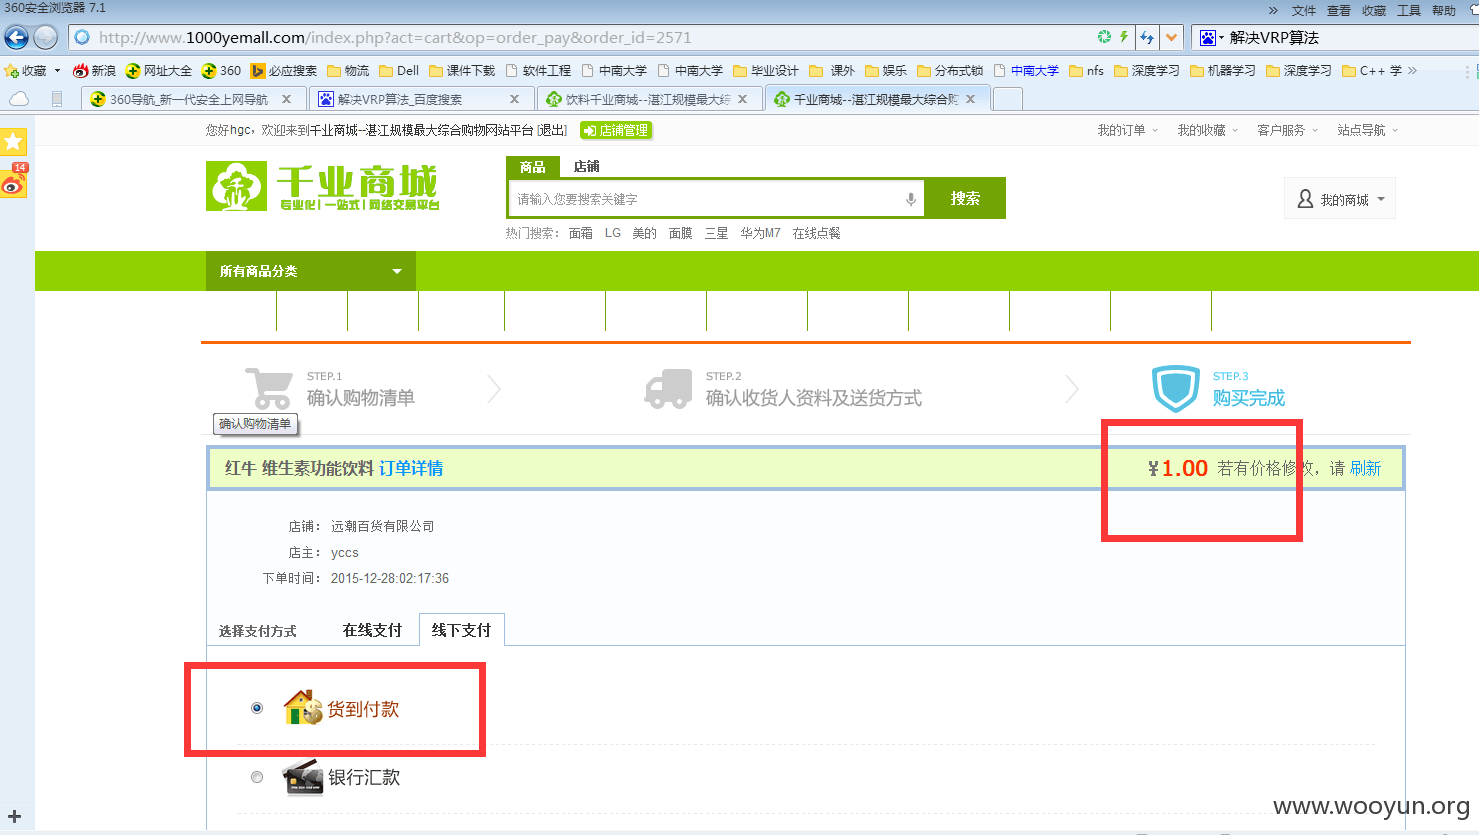 360安全浏览器 7.1
» 文件 查看 收藏 工具 帮助
http://www.1000yemall.com/index.php?act=cart&op=order_pay&order_id=2571
解决VRP算法
收藏 新浪 网址大全 360 必应搜索 物流 Dell 课件下载 软件工程 中南大学 中南大学 毕业设计 课外 娱乐 分布式锁 中南大学 nfs 深度学习 机器学习 深度学习 C++ 学 »
360导航_新一代安全上网导航 解决VRP算法_百度搜索 饮料千业商城--湛江规模最大综 千业商城--湛江规模最大综合购
您好hgc，欢迎来到千业商城--湛江规模最大综合购物网站平台 [退出] 店铺管理
我的订单 我的收藏 客户服务 站点导航
14
千业商城
专业化|一站式|网络交易平台
商品 店铺
请输入您要搜索关键字
搜索
我的商城
热门搜索： 面霜 LG 美的 面膜 三星 华为M7 在线点餐
所有商品分类
STEP.1
确认购物清单
STEP.2
确认收货人资料及送货方式
STEP.3
购买完成
确认购物清单
红牛 维生素功能饮料 订单详情
¥1.00 若有价格修改，请 刷新
店铺： 远潮百货有限公司
店主： yccs
下单时间： 2015-12-28:02:17:36
选择支付方式 在线支付 线下支付
货到付款
银行汇款
www.wooyun.org